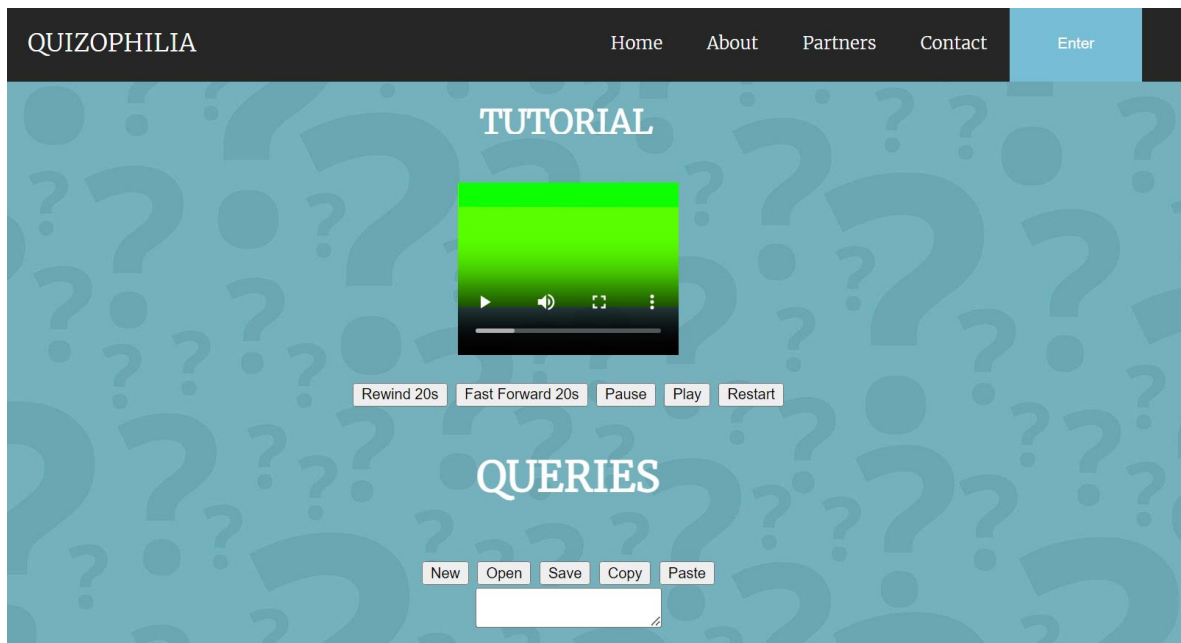 QUIZOPHILIA Home About Partners Contact Enter
TUTORIAL
Rewind 20s Fast Forward 20s Pause Play Restart
QUERIES
New Open Save Copy Paste